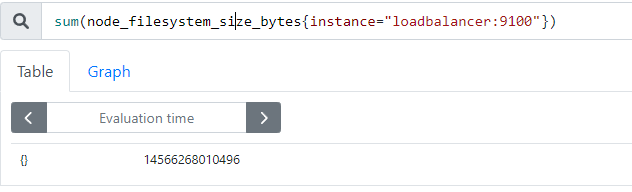 sum(node_filesystem_size_bytes{instance="loadbalancer:9100"})
Table Graph
Evaluation time
{} 14566268010496